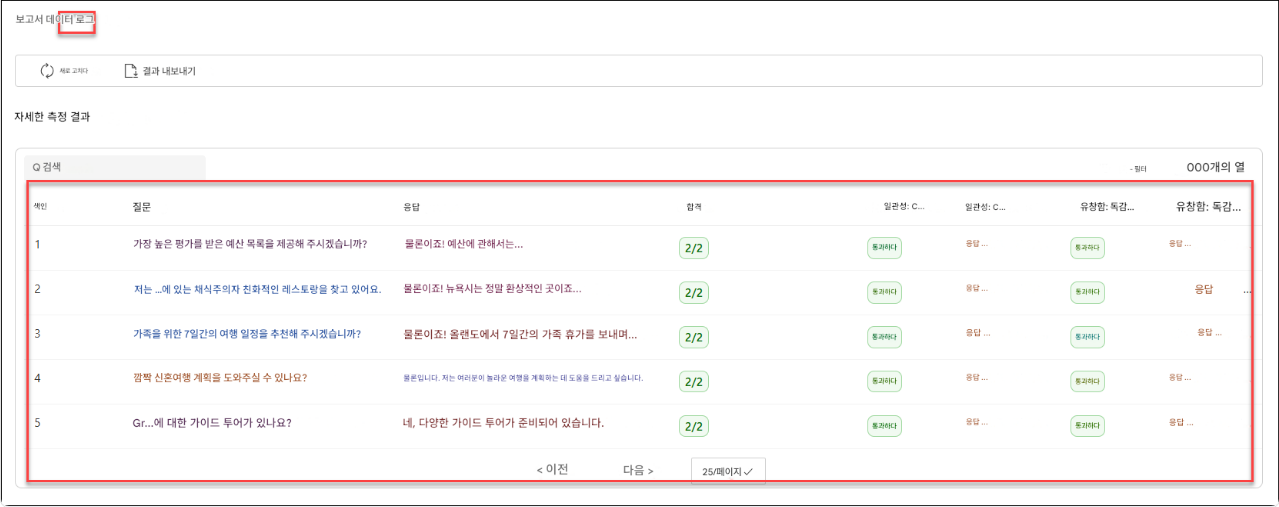 보고서 데이터 로그
새로 고치다 결과 내보내기
자세한 측정 결과
Q 검색 - 필터 000개의 열
색인 질문 응답 합격 일관성: C... 일관성: C... 유창함: 독감... 유창함: 독감...
1 가장 높은 평가를 받은 예산 목록을 제공해 주시겠습니까? 물론이죠! 예산에 관해서는... 2/2 통과하다 응답 ... 통과하다 응답 ...
2 저는 ...에 있는 채식주의자 친화적인 레스토랑을 찾고 있어요. 물론이죠! 뉴욕시는 정말 환상적인 곳이죠... 2/2 통과하다 응답 ... 통과하다 응답 ...
3 가족을 위한 7일간의 여행 일정을 추천해 주시겠습니까? 물론이죠! 올랜도에서 7일간의 가족 휴가를 보내며... 2/2 통과하다 응답 ... 통과하다 응답 ...
4 깜짝 신혼여행 계획을 도와주실 수 있나요? 물론입니다. 저는 여러분이 놀라운 여행을 계획하는 데 도움을 드리고 싶습니다. 2/2 통과하다 응답 ... 통과하다 응답 ...
5 Gr...에 대한 가이드 투어가 있나요? 네, 다양한 가이드 투어가 준비되어 있습니다. 2/2 통과하다 응답 ... 통과하다 응답 ...
< 이전 다음 > 25/페이지